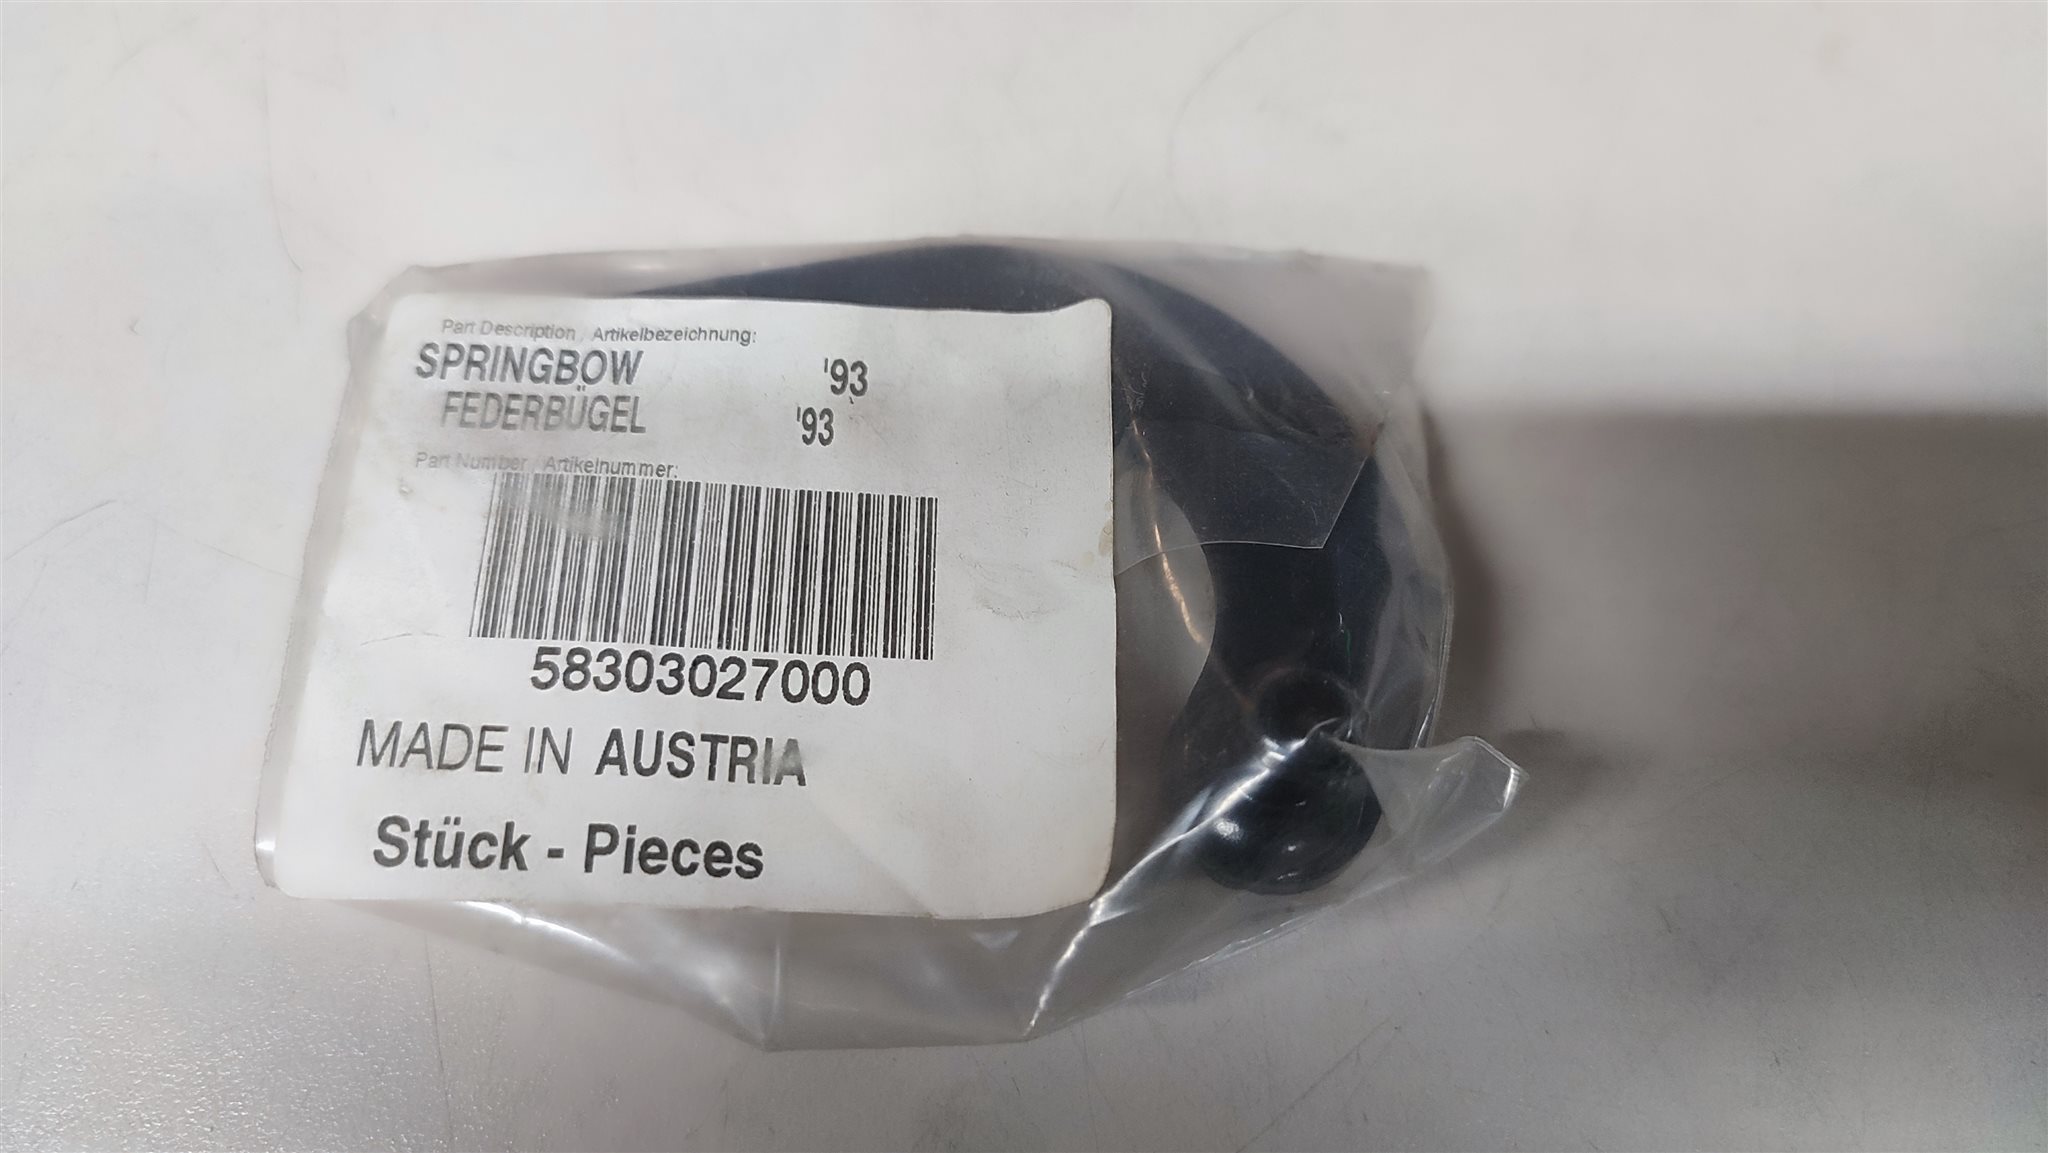 Part Description / Artikelbezeichnung:
SPRINGBOW '93
FEDERBÜGEL '93
Part Number / Artikelnummer:
58303027000
MADE IN AUSTRIA
Stück - Pieces